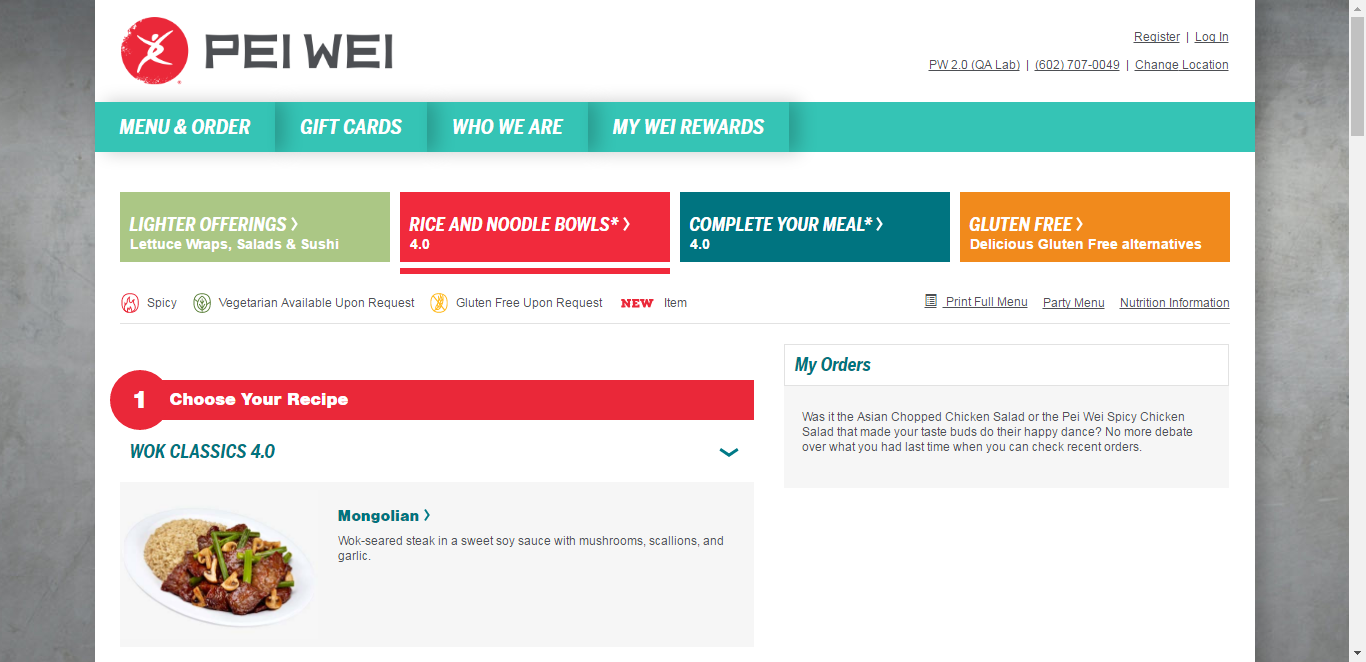 PEI WEI
Register | Log In
PW 2.0 (QA Lab) | (602) 707-0049 | Change Location
MENU & ORDER GIFT CARDS WHO WE ARE MY WEI REWARDS
LIGHTER OFFERINGS >
Lettuce Wraps, Salads & Sushi
RICE AND NOODLE BOWLS* >
4.0
COMPLETE YOUR MEAL* >
4.0
GLUTEN FREE >
Delicious Gluten Free alternatives
Spicy Vegetarian Available Upon Request Gluten Free Upon Request NEW Item
Print Full Menu Party Menu Nutrition Information
1 Choose Your Recipe
WOK CLASSICS 4.0
Mongolian >
Wok-seared steak in a sweet soy sauce with mushrooms, scallions, and
garlic.
My Orders
Was it the Asian Chopped Chicken Salad or the Pei Wei Spicy Chicken
Salad that made your taste buds do their happy dance? No more debate
over what you had last time when you can check recent orders.